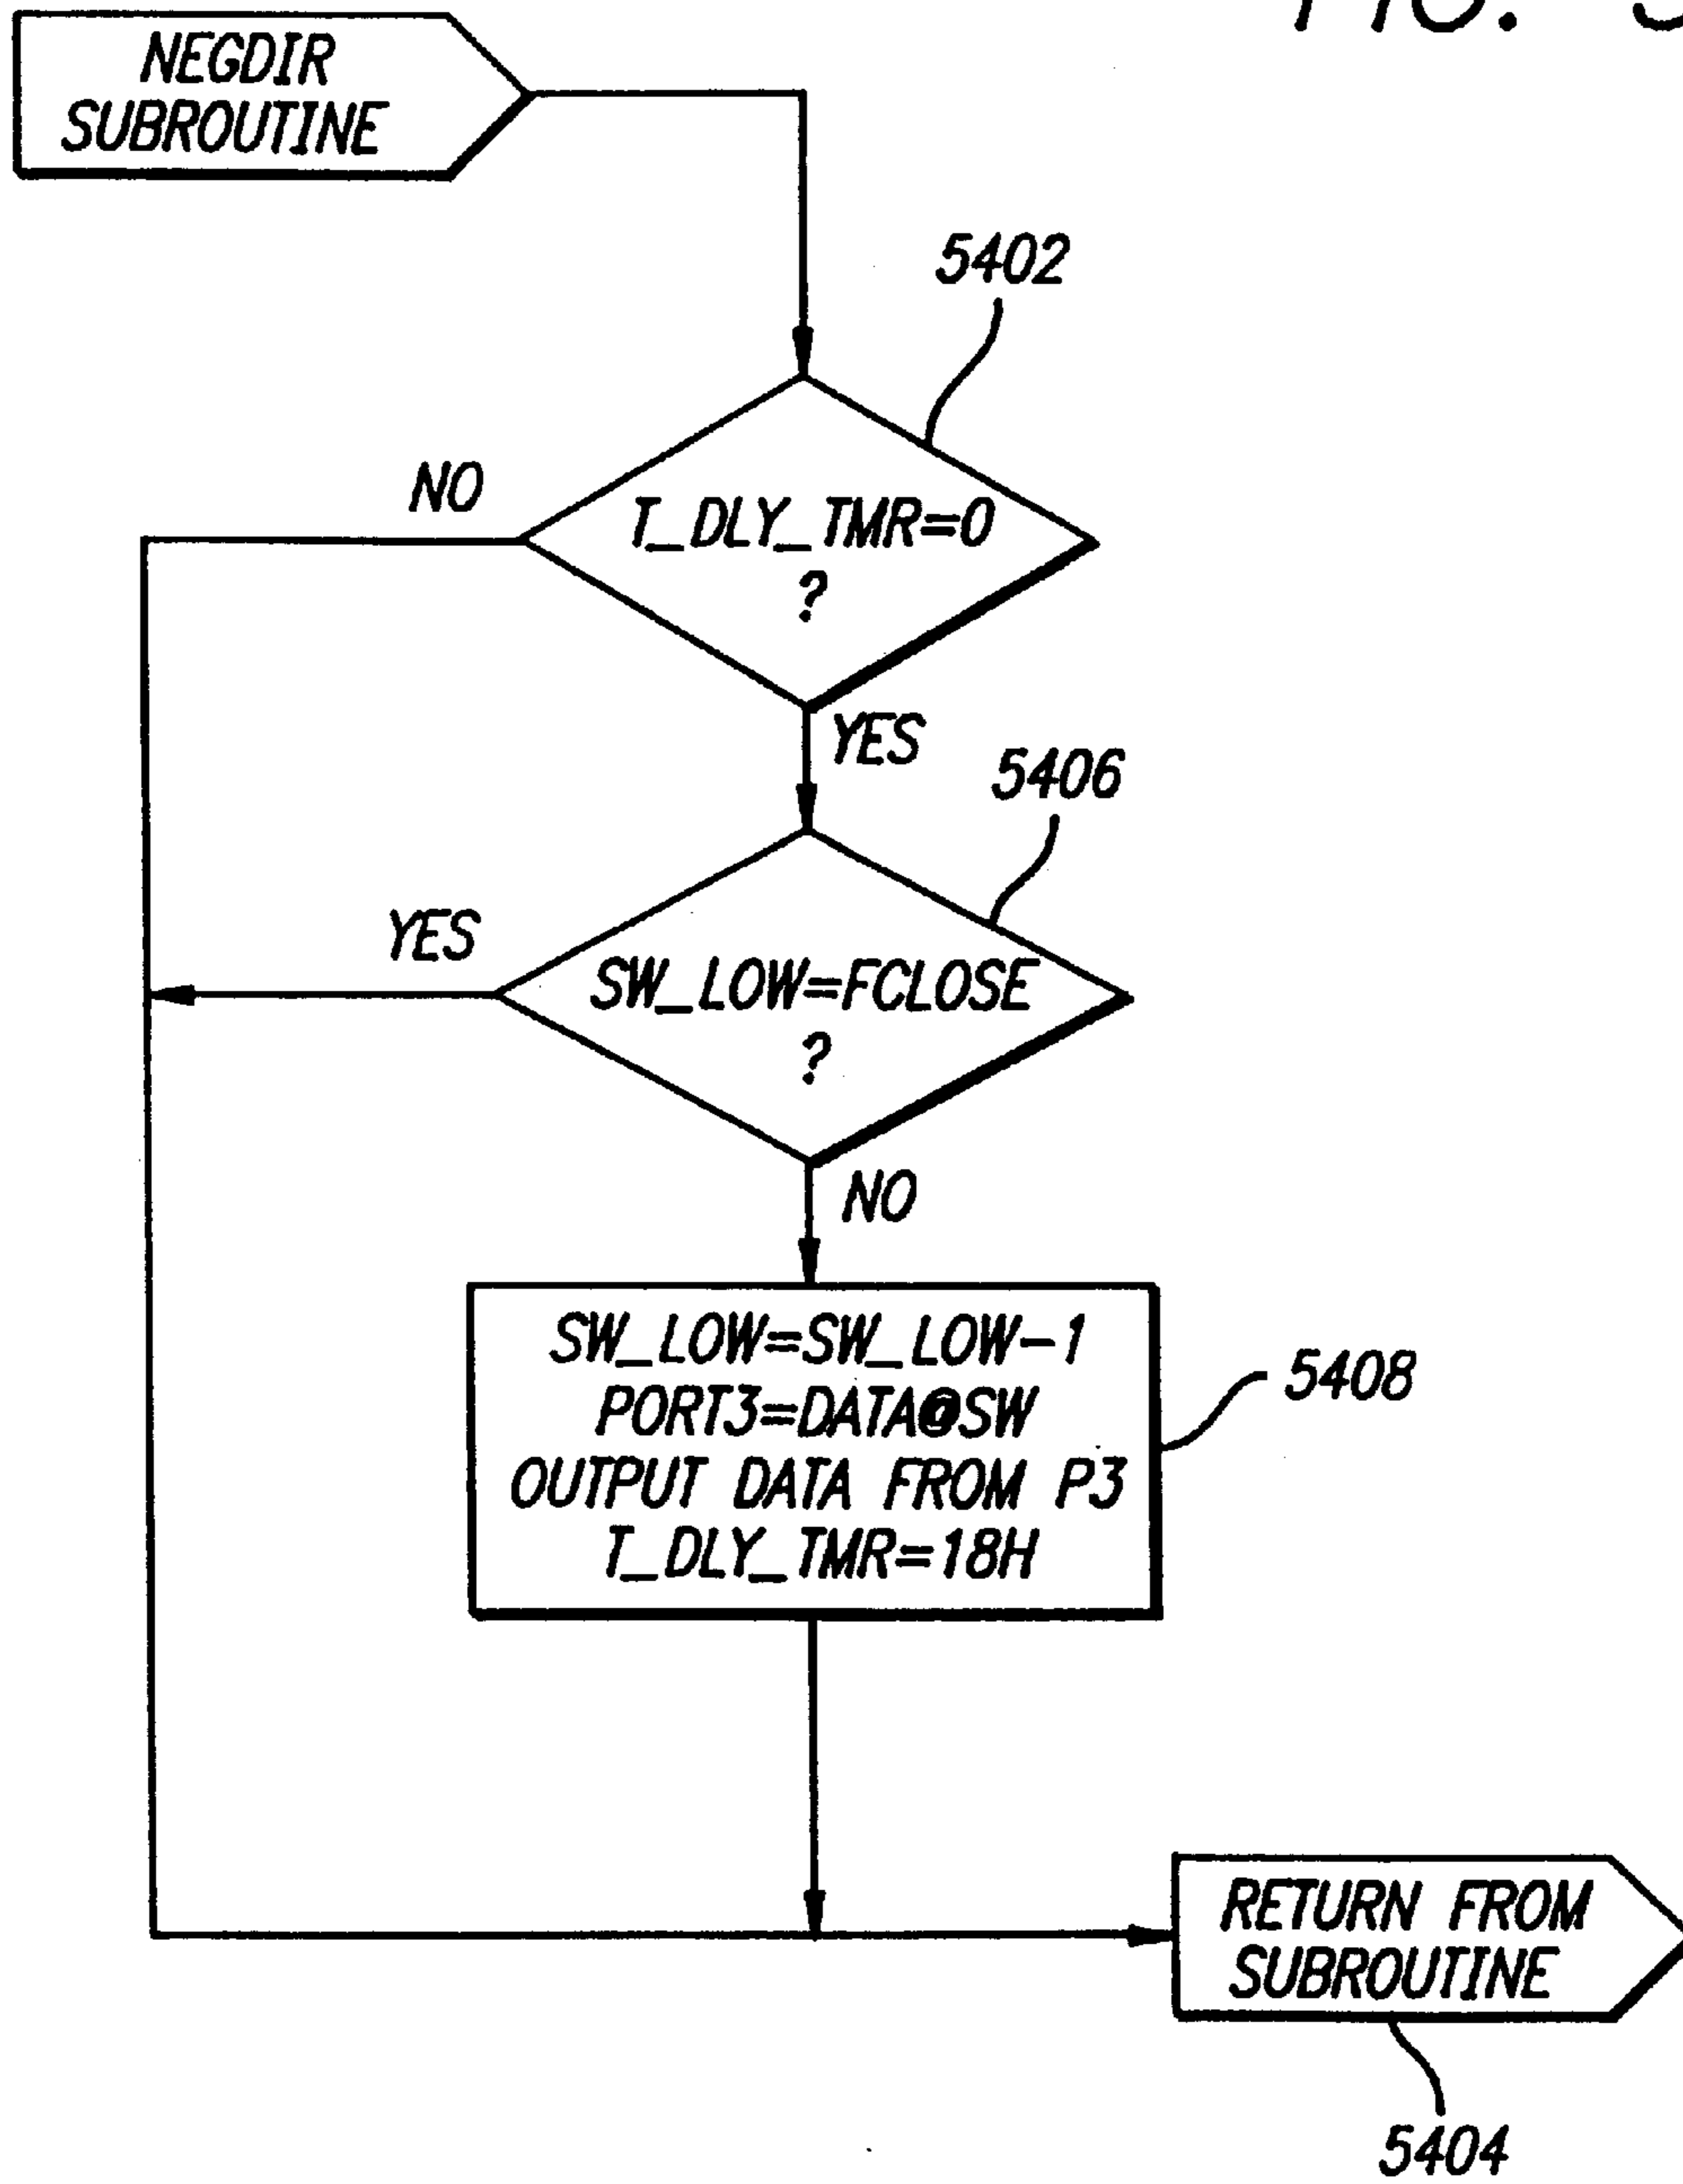 FIG.
NEGDIR
SUBROUTINE
5402
NO
T_DLY_TMR=0
?
YES
5406
YES
SW_LOW=FCLOSE
?
NO
SW_LOW=SW_LOW-1
PORT3=DATA@SW
OUTPUT DATA FROM P3
T_DLY_TMR=18H
5408
RETURN FROM
SUBROUTINE
5404